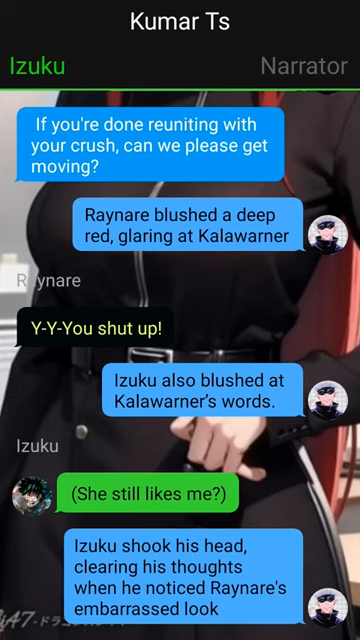 Kumar Ts
Izuku
Narrator
If you're done reuniting with
your crush, can we please get
moving?
Raynare blushed a deep
red, glaring at Kalawarner
Raynare
Y-Y-You shut up!
Izuku also blushed at
Kalawarner’s words.
Izuku
(She still likes me?)
Izuku shook his head,
clearing his thoughts
when he noticed Raynare's
embarrassed look